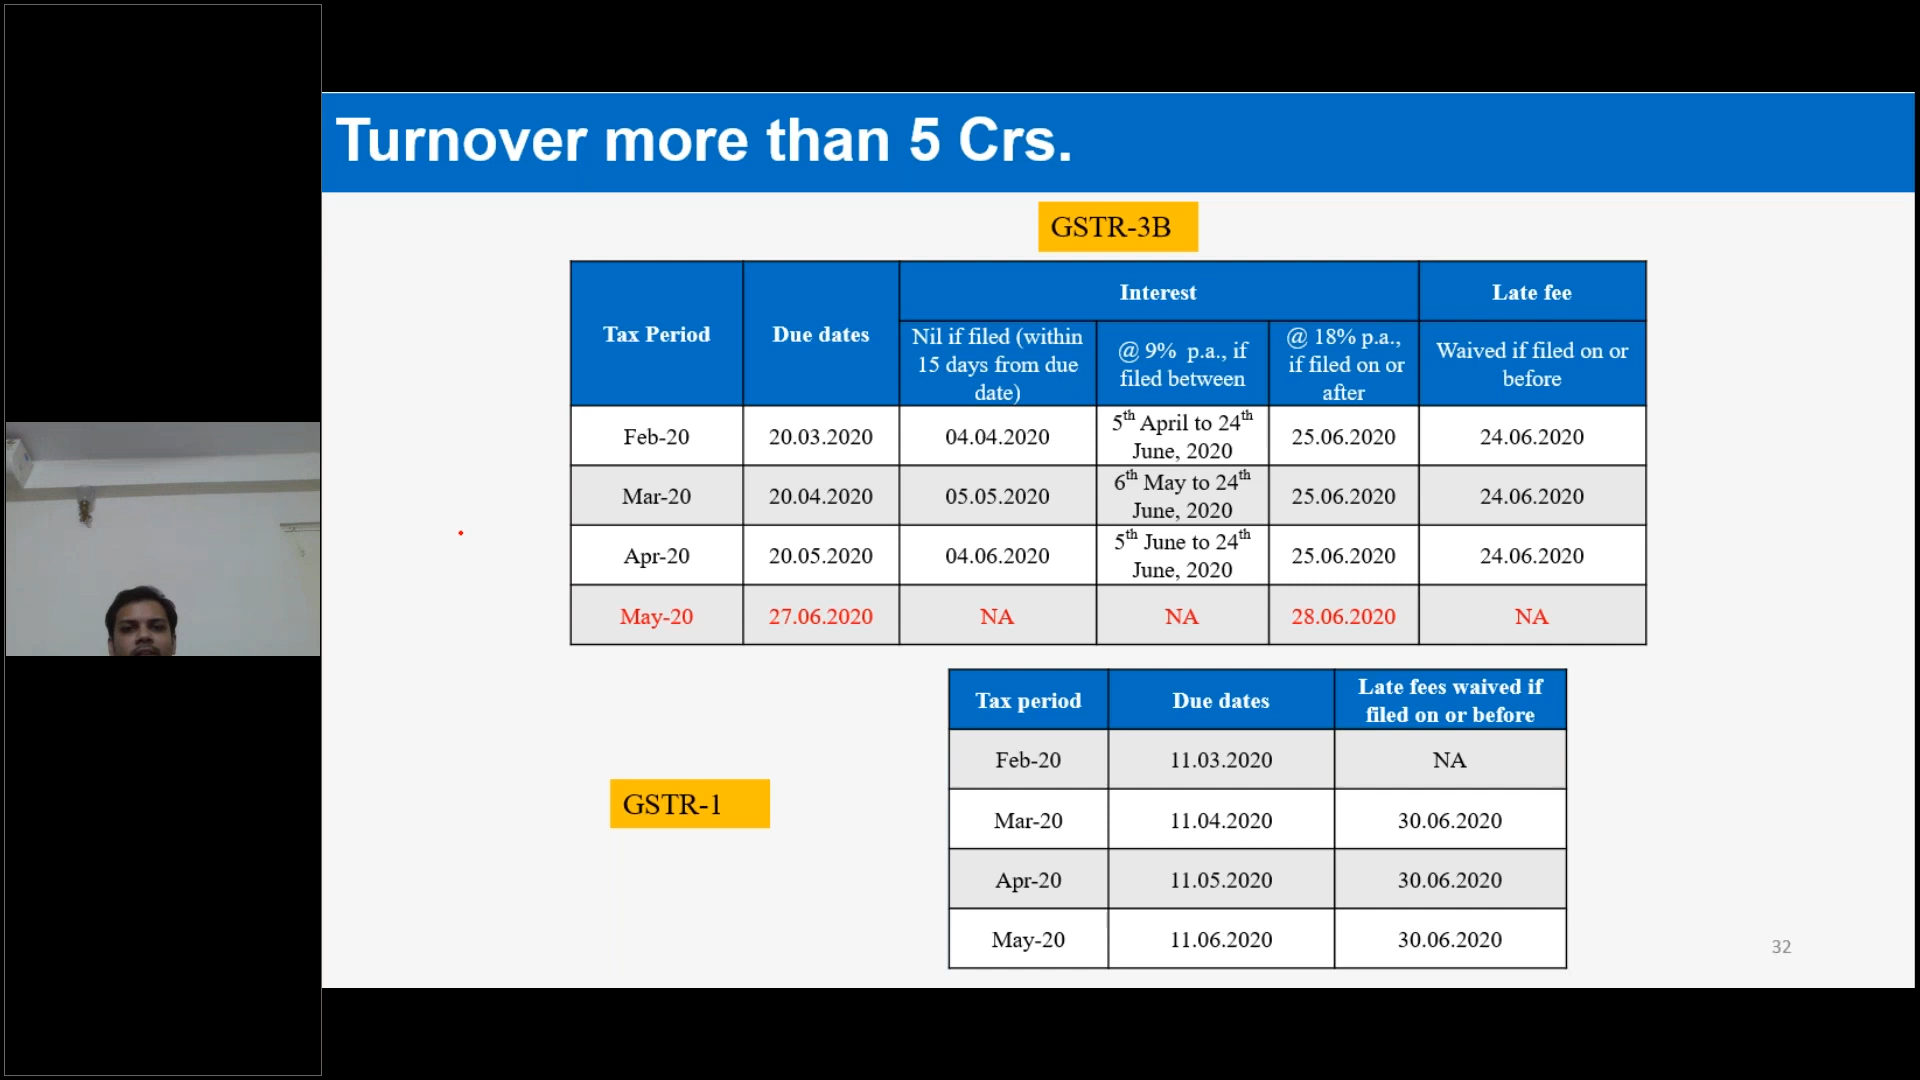 Turnover more than 5 Crs.
GSTR-3B
Tax Period
Due dates
Interest
Late fee
Nil if filed (within
15 days from due
date)
@ 9% p.a., if
filed between
@ 18% p.a.,
if filed on or
after
Waived if filed on or
before
Feb-20
20.03.2020
04.04.2020
5th April to 24th
June, 2020
25.06.2020
24.06.2020
Mar-20
20.04.2020
05.05.2020
6th May to 24th
June, 2020
25.06.2020
24.06.2020
Apr-20
20.05.2020
04.06.2020
5th June to 24th
June, 2020
25.06.2020
24.06.2020
May-20
27.06.2020
NA
NA
28.06.2020
NA
GSTR-1
Tax period
Due dates
Late fees waived if
filed on or before
Feb-20
11.03.2020
NA
Mar-20
11.04.2020
30.06.2020
Apr-20
11.05.2020
30.06.2020
May-20
11.06.2020
30.06.2020
32